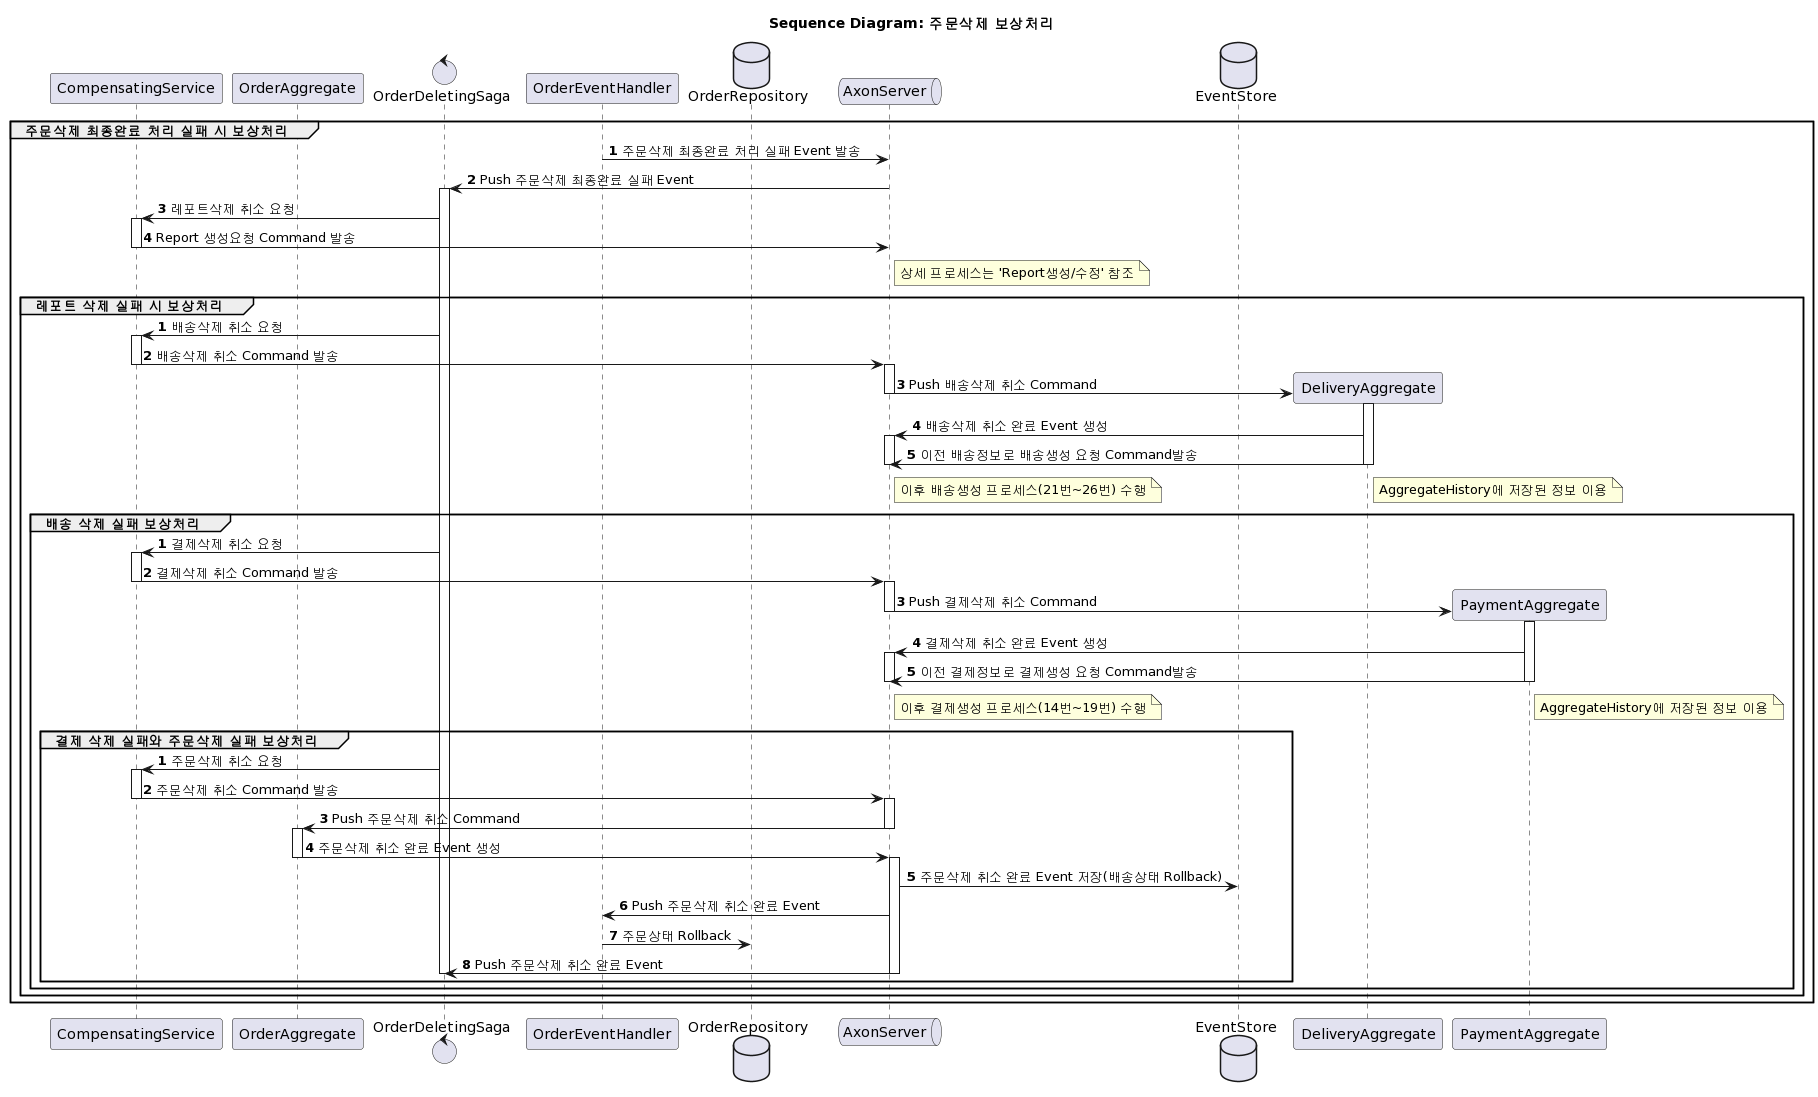 Sequence Diagram: 주문삭제 보상처리
CompensatingService
OrderAggregate
OrderDeletingSaga
OrderEventHandler
OrderRepository
AxonServer
EventStore
주문삭제 최종완료 처리 실패 시 보상처리
1 주문삭제 최종완료 처리 실패 Event 발송
2 Push 주문삭제 최종완료 실패 Event
3 레포트삭제 취소 요청
4 Report 생성요청 Command 발송
상세 프로세스는 'Report생성/수정' 참조
레포트 삭제 실패 시 보상처리
1 배송삭제 취소 요청
2 배송삭제 취소 Command 발송
3 Push 배송삭제 취소 Command
DeliveryAggregate
4 배송삭제 취소 완료 Event 생성
5 이전 배송정보로 배송생성 요청 Command발송
이후 배송생성 프로세스(21번~26번) 수행
AggregateHistory에 저장된 정보 이용
배송 삭제 실패 보상처리
1 결제삭제 취소 요청
2 결제삭제 취소 Command 발송
3 Push 결제삭제 취소 Command
PaymentAggregate
4 결제삭제 취소 완료 Event 생성
5 이전 결제정보로 결제생성 요청 Command발송
이후 결제생성 프로세스(14번~19번) 수행
AggregateHistory에 저장된 정보 이용
결제 삭제 실패와 주문삭제 실패 보상처리
1 주문삭제 취소 요청
2 주문삭제 취소 Command 발송
3 Push 주문삭제 취소 Command
4 주문삭제 취소 완료 Event 생성
5 주문삭제 취소 완료 Event 저장(배송상태 Rollback)
6 Push 주문삭제 취소 완료 Event
7 주문상태 Rollback
8 Push 주문삭제 취소 완료 Event
CompensatingService
OrderAggregate
OrderDeletingSaga
OrderEventHandler
OrderRepository
AxonServer
EventStore
DeliveryAggregate
PaymentAggregate